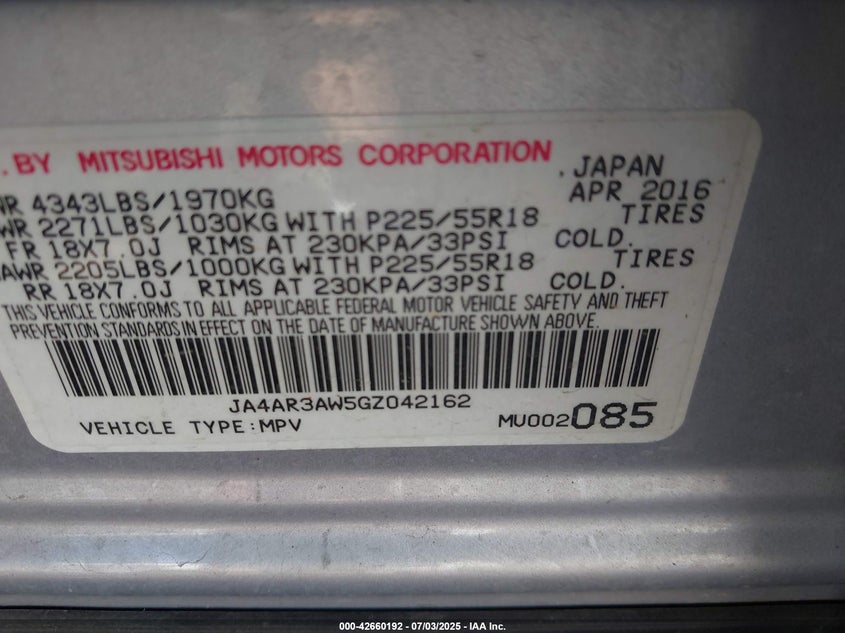 . BY MITSUBISHI MOTORS CORPORATION . JAPAN
4343LBS/1970KG APR 2016
2271LBS/1030KG WITH P225/55R18 TIRES
FR 18X7.0J RIMS AT 230KPA/33PSI COLD.
2205LBS/1000KG WITH P225/55R18 TIRES
RR 18X7.0J RIMS AT 230KPA/33PSI COLD.
THIS VEHICLE CONFORMS TO ALL APPLICABLE FEDERAL MOTOR VEHICLE SAFETY AND THEFT
PREVENTION STANDARDS IN EFFECT ON THE DATE OF MANUFACTURE SHOWN ABOVE.
JA4AR3AW5GZ042162
VEHICLE TYPE:MPV MU002085
000-42660192 - 07/03/2025 - IAA Inc.